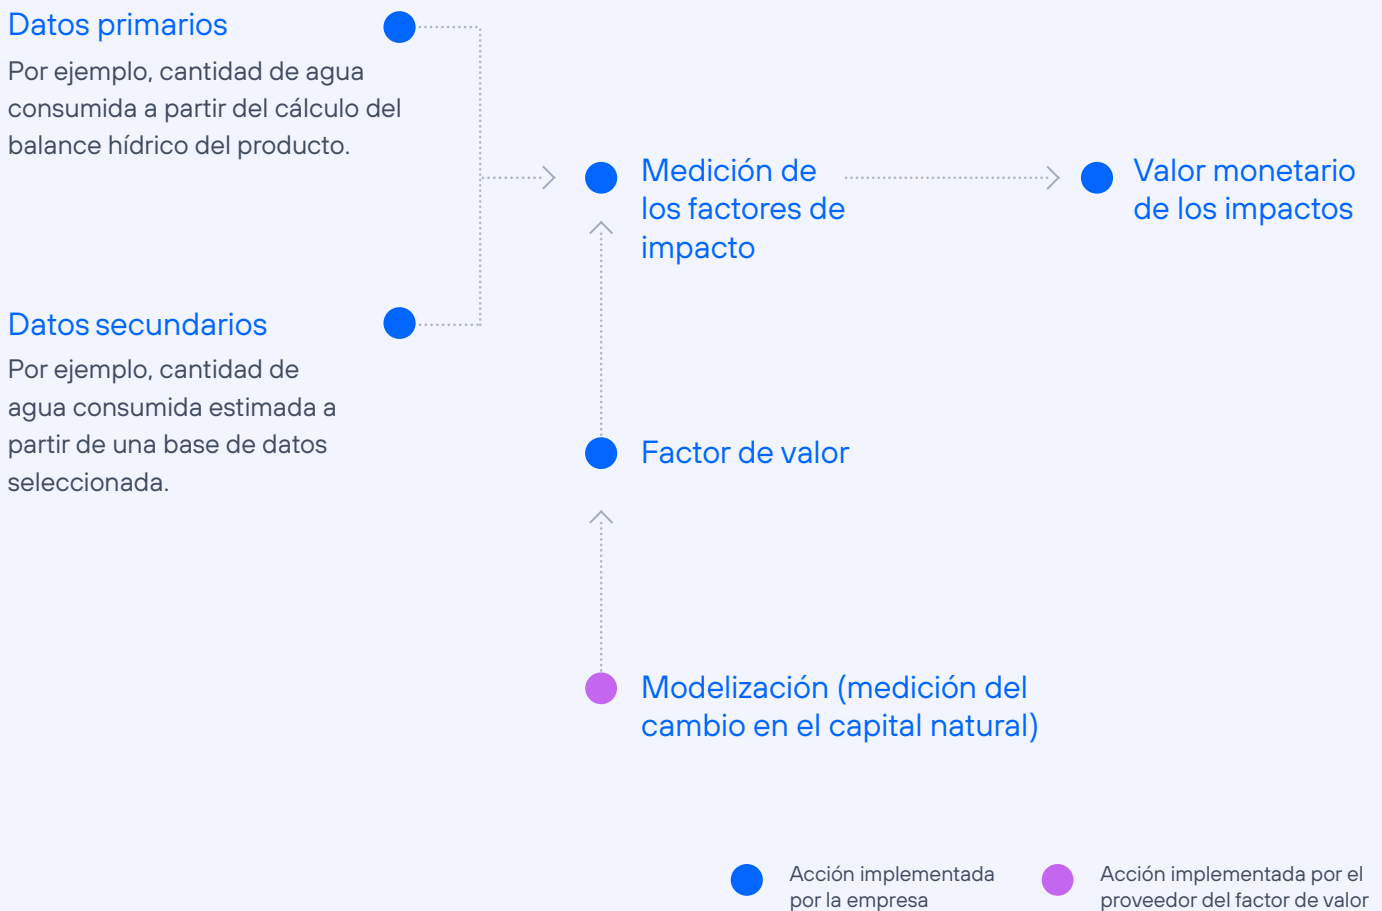 Datos primarios
Por ejemplo, cantidad de agua
consumida a partir del cálculo del
balance hídrico del producto.
Medición de
los factores de
impacto
Valor monetario
de los impactos
Datos secundarios
Por ejemplo, cantidad de
agua consumida estimada a
partir de una base de datos
seleccionada.
Factor de valor
Modelización (medición del
cambio en el capital natural)
Acción implementada
por la empresa
Acción implementada por el
proveedor del factor de valor